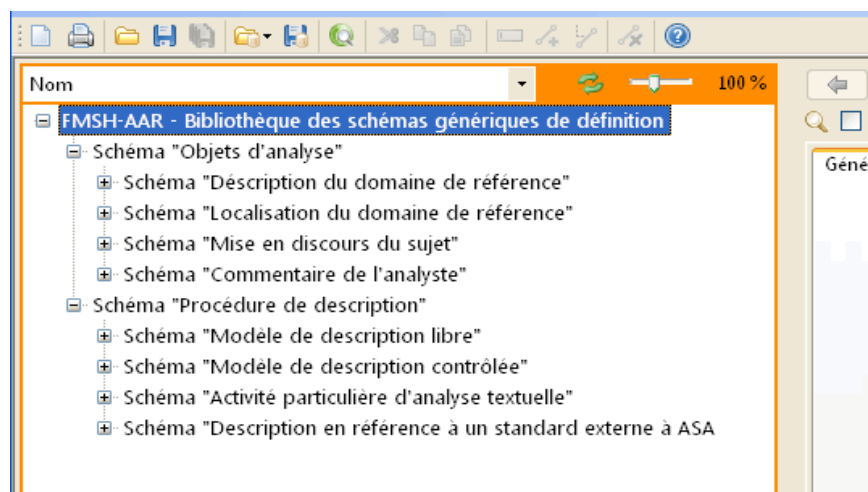 Nom
100 %
FMSH-AAR - Bibliothèque des schémas génériques de définition
Schéma "Objets d'analyse"
Schéma "Déscription du domaine de référence"
Schéma "Localisation du domaine de référence"
Schéma "Mise en discours du sujet"
Schéma "Commentaire de l'analyste"
Schéma "Procédure de description"
Schéma "Modèle de description libre"
Schéma "Modèle de description contrôlée"
Schéma "Activité particulière d'analyse textuelle"
Schéma "Description en référence à un standard externe à ASA
Géné